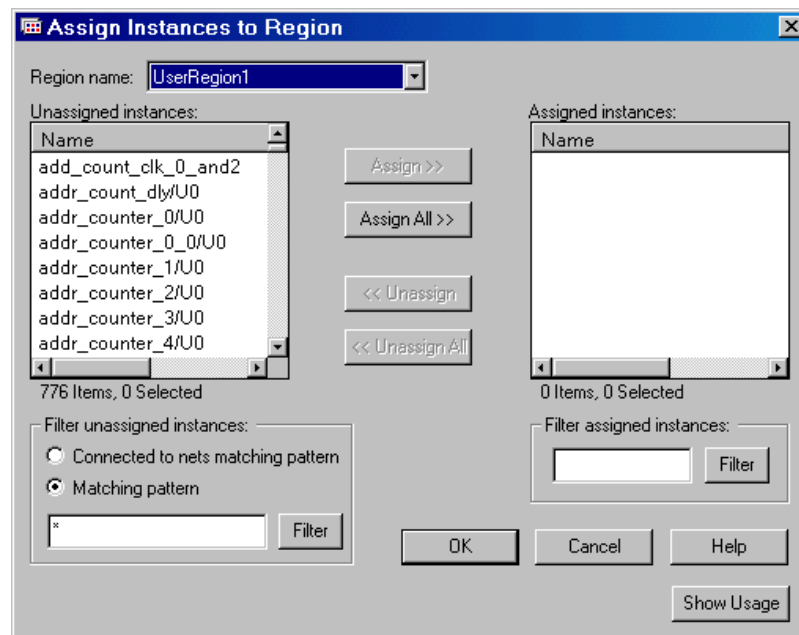 Assign Instances to Region
Region name: UserRegion1
Unassigned instances:
Name
add_count_clk_0_and2
addr_count_dly/U0
addr_counter_0/U0
addr_counter_0_0/U0
addr_counter_1/U0
addr_counter_2/U0
addr_counter_3/U0
addr_counter_4/U0
776 Items, 0 Selected
Assign >>
Assign All >>
<< Unassign
<< Unassign All
Assigned instances:
Name
0 Items, 0 Selected
Filter unassigned instances:
Connected to nets matching pattern
Matching pattern
* Filter
Filter assigned instances:
Filter
OK Cancel Help
Show Usage